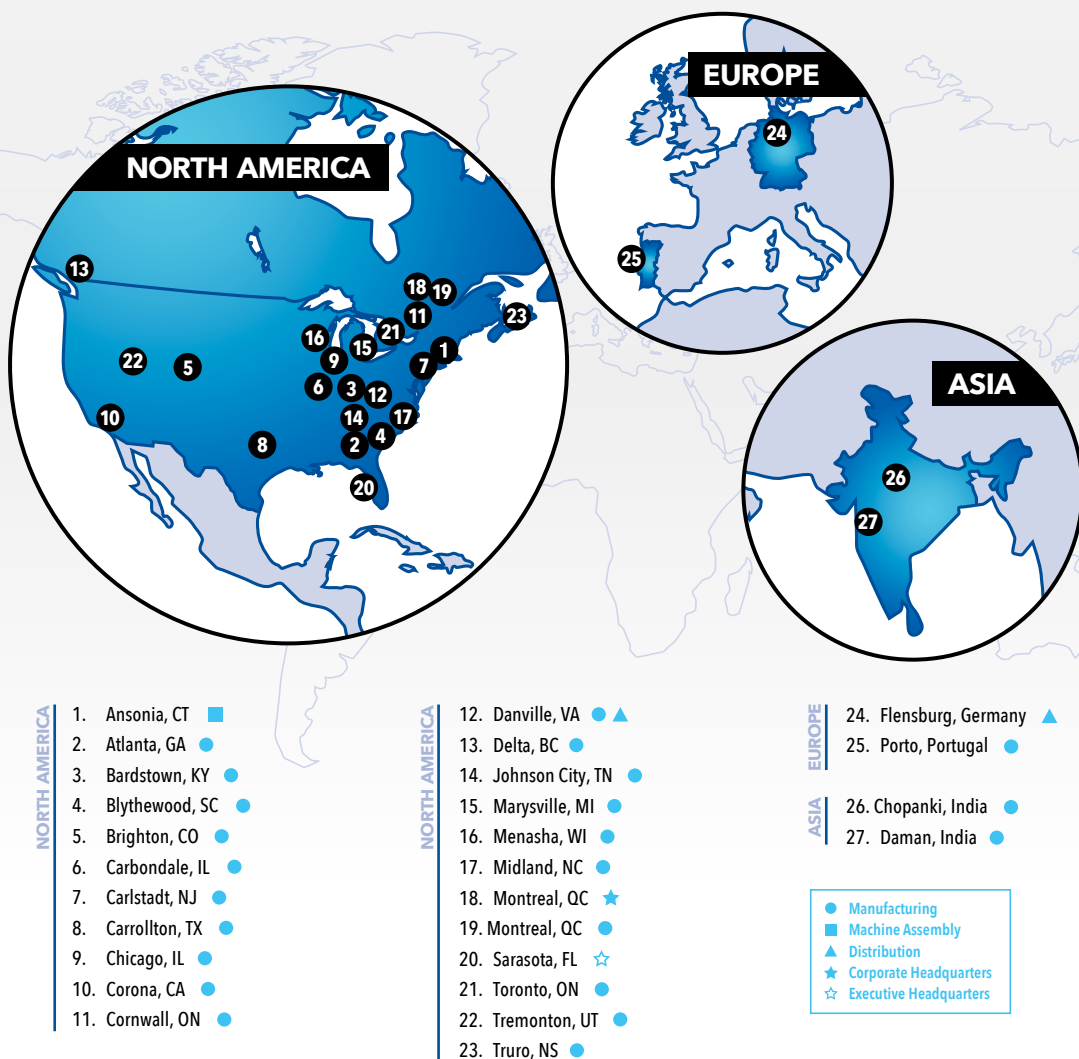 EUROPE
24
25
NORTH AMERICA
13
18
19
11
23
16
21
15
1
9
7
22
5
6
3
12
10
14
17
8
2
4
20
ASIA
26
27
NORTH AMERICA
1. Ansonia, CT
2. Atlanta, GA
3. Bardstown, KY
4. Blythewood, SC
5. Brighton, CO
6. Carbondale, IL
7. Carlstadt, NJ
8. Carrollton, TX
9. Chicago, IL
10. Corona, CA
11. Cornwall, ON
NORTH AMERICA
12. Danville, VA
13. Delta, BC
14. Johnson City, TN
15. Marysville, MI
16. Menasha, WI
17. Midland, NC
18. Montreal, QC
19. Montreal, QC
20. Sarasota, FL
21. Toronto, ON
22. Tremonton, UT
23. Truro, NS
EUROPE
24. Flensburg, Germany
25. Porto, Portugal
ASIA
26. Chopanki, India
27. Daman, India
Manufacturing
Machine Assembly
Distribution
Corporate Headquarters
Executive Headquarters